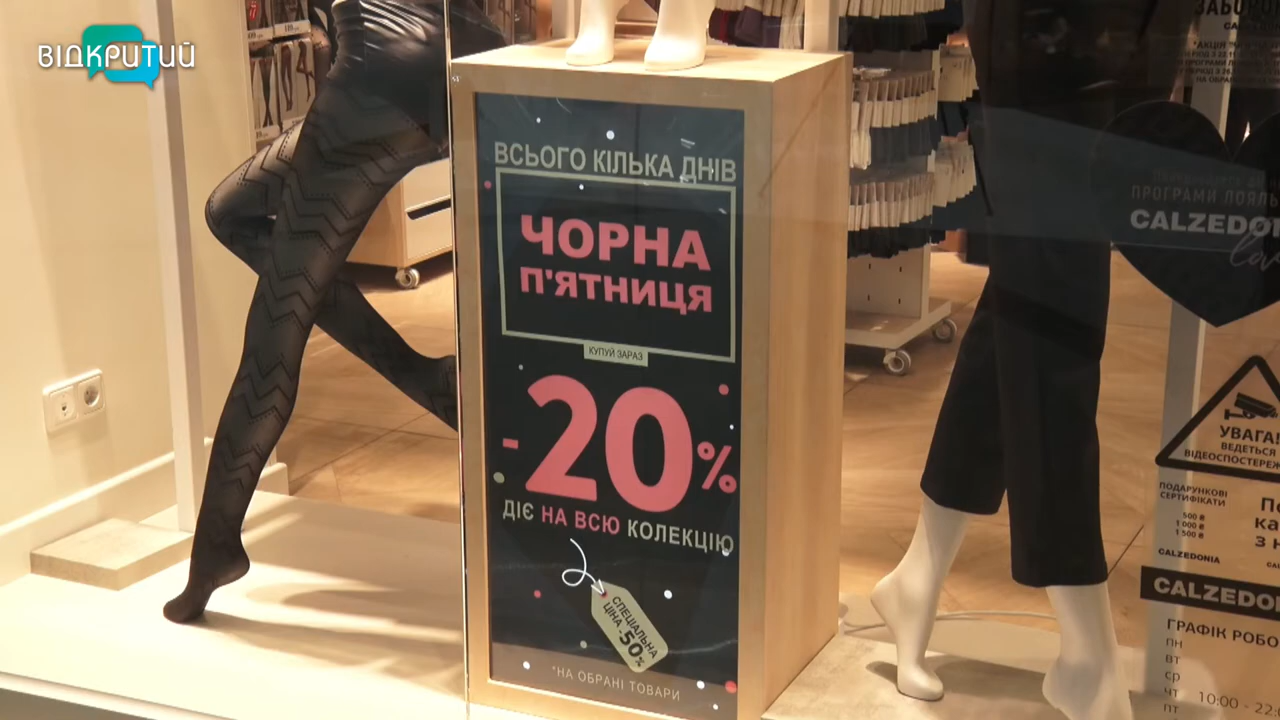 ВІДКРИТИЙ
ВСЬОГО КІЛЬКА ДНІВ
ЧОРНА
П'ЯТНИЦЯ
КУПУЙ ЗАРАЗ
-20%
ДІЄ НА ВСЮ КОЛЕКЦІЮ
СПЕЦІАЛЬНА
ЦІНА -50%
*НА ОБРАНІ ТОВАРИ
ПРОГРАМИ ЛОЯЛЬ
CALZEDO
УВАГА!
ВЕДЕТЬСЯ
ВІДЕОСПОСТЕРЕЖ
ПОДАРУНКОВІ
СЕРТИФІКАТИ
500 ₴
1 000 ₴
1 500 ₴
CALZEDONIA
CALZEDO
ГРАФІК РОБО
ПН
ВТ
СР
ЧТ
ПТ
10:00 - 22: